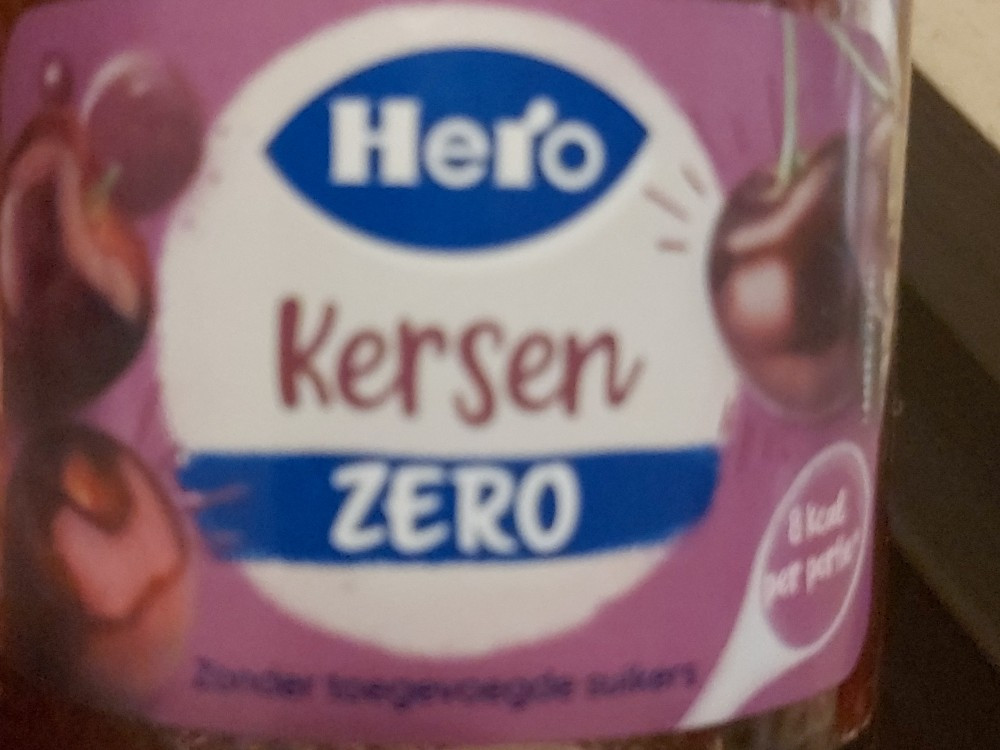 Hero
Kersen
ZERO
8 kcal
per portie*
Zonder toegevoegde suikers